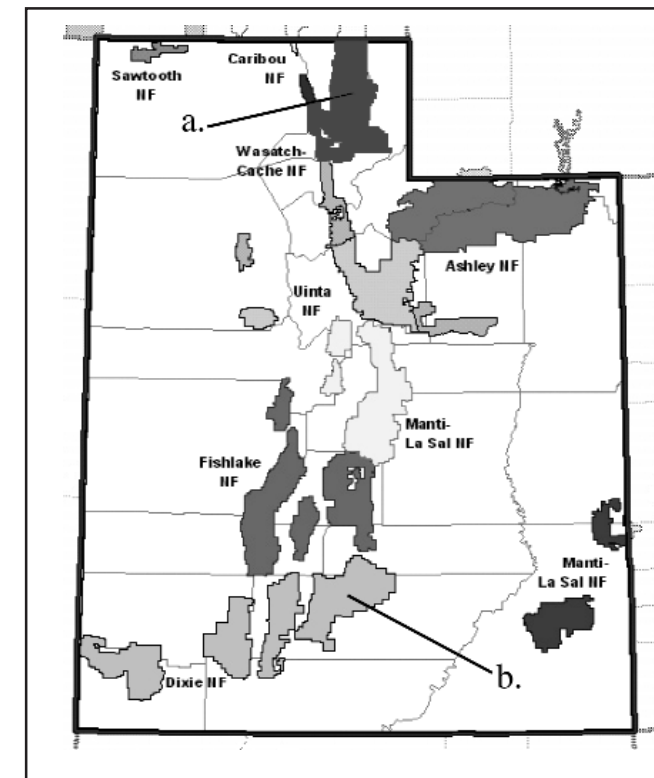 Caribou
NF
Sawtooth
NF
a.
Wasatch-
Cache NF
Ashley NF
Uinta
NF
Manti-
La Sal NF
Fishlake
NF
Manti-
La Sal NF
b.
Dixie NF